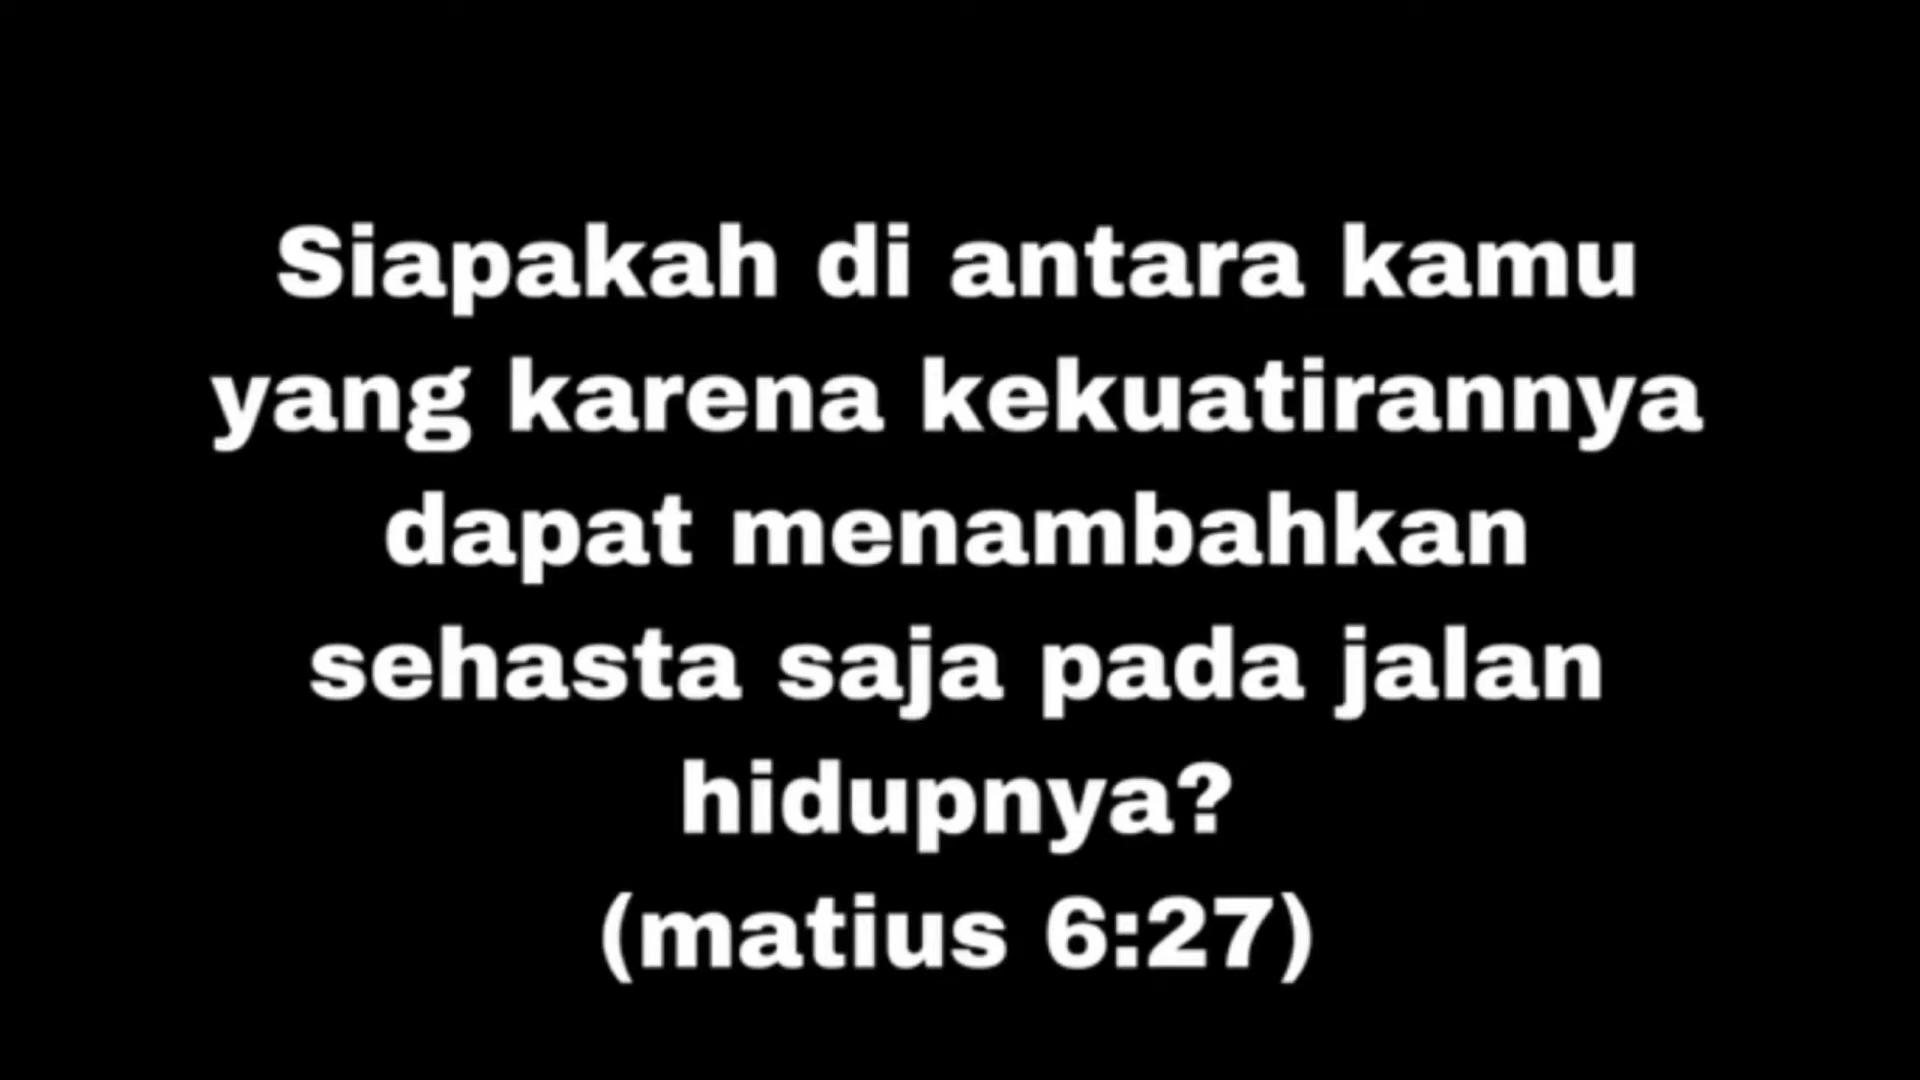 Siapakah di antara kamu
yang karena kekuatirannya
dapat menambahkan
sehasta saja pada jalan
hidupnya?
(matius 6:27)